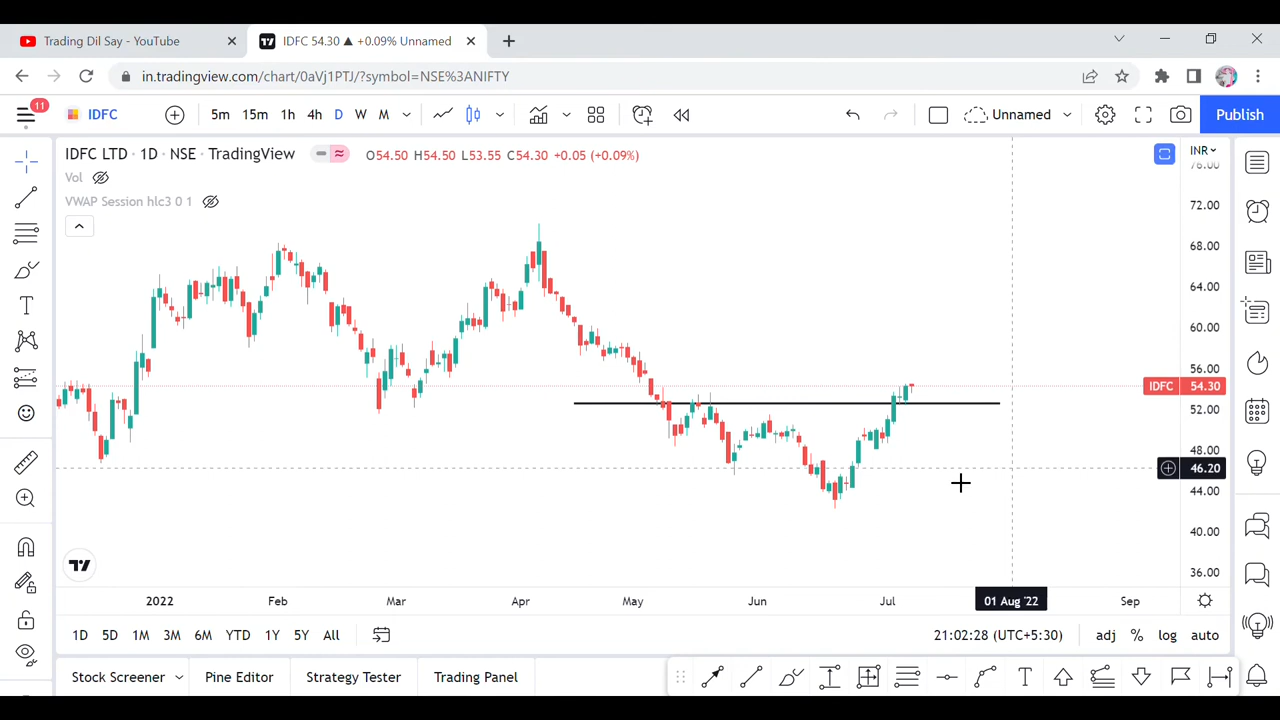 Trading Dil Say - YouTube
IDFC 54.30 ▲ +0.09% Unnamed
in.tradingview.com/chart/0aVj1PTJ/?symbol=NSE%3ANIFTY
11
IDFC
5m 15m 1h 4h D W M
Unnamed
Publish
IDFC LTD · 1D · NSE · TradingView
O54.50 H54.50 L53.55 C54.30 +0.05 (+0.09%)
INR
Vol
VWAP Session hlc3 0 1
76.00
72.00
68.00
64.00
60.00
56.00
IDFC 54.30
52.00
48.00
46.20
44.00
40.00
36.00
2022 Feb Mar Apr May Jun Jul 01 Aug '22 Sep
1D 5D 1M 3M 6M YTD 1Y 5Y All
21:02:28 (UTC+5:30)
adj % log auto
Stock Screener Pine Editor Strategy Tester Trading Panel